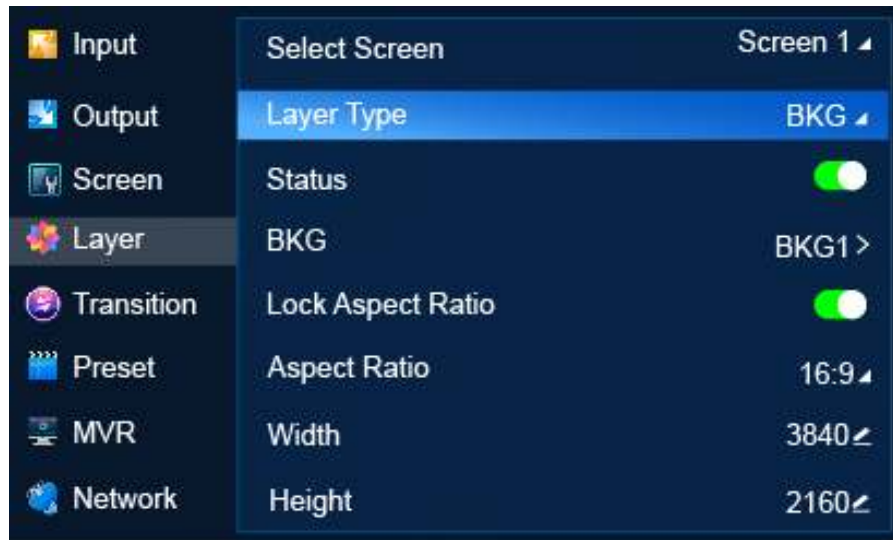 Input
Output
Screen
Layer
Transition
Preset
MVR
Network
Select Screen Screen 1
Layer Type BKG
Status
BKG BKG1 >
Lock Aspect Ratio
Aspect Ratio 16:9
Width 3840
Height 2160